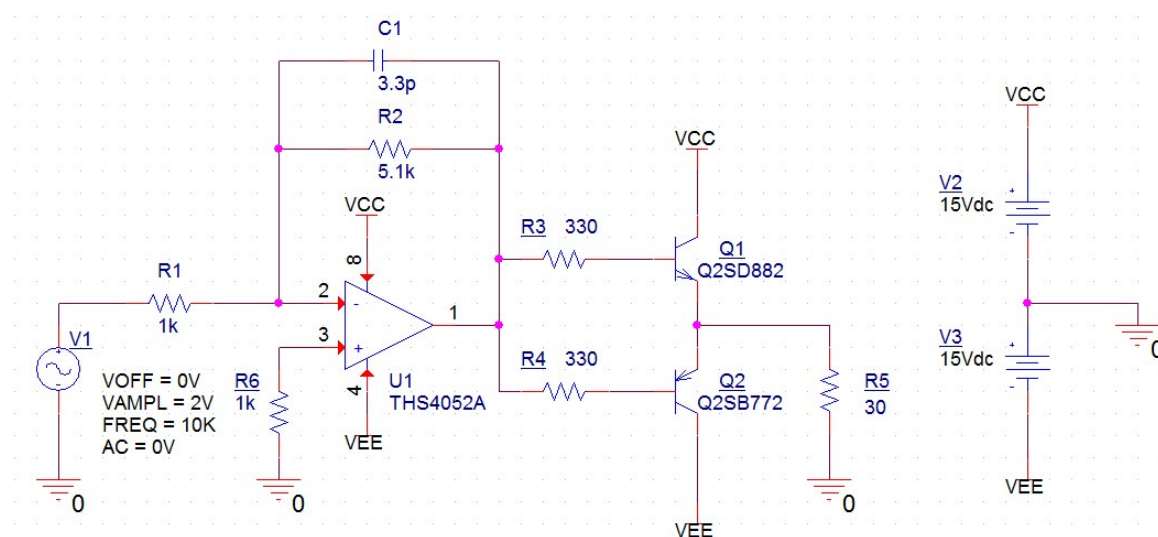 C1
3.3p
R2
5.1k
VCC
8
R1
1k
2
-
3
+
1
4
U1
THS4052A
VEE
V1
VOFF = 0V
VAMPL = 2V
FREQ = 10K
AC = 0V
R6
1k
0
0
R3 330
VCC
Q1
Q2SD882
R4 330
Q2
Q2SB772
VEE
R5
30
0
VCC
V2
15Vdc
V3
15Vdc
0
VEE